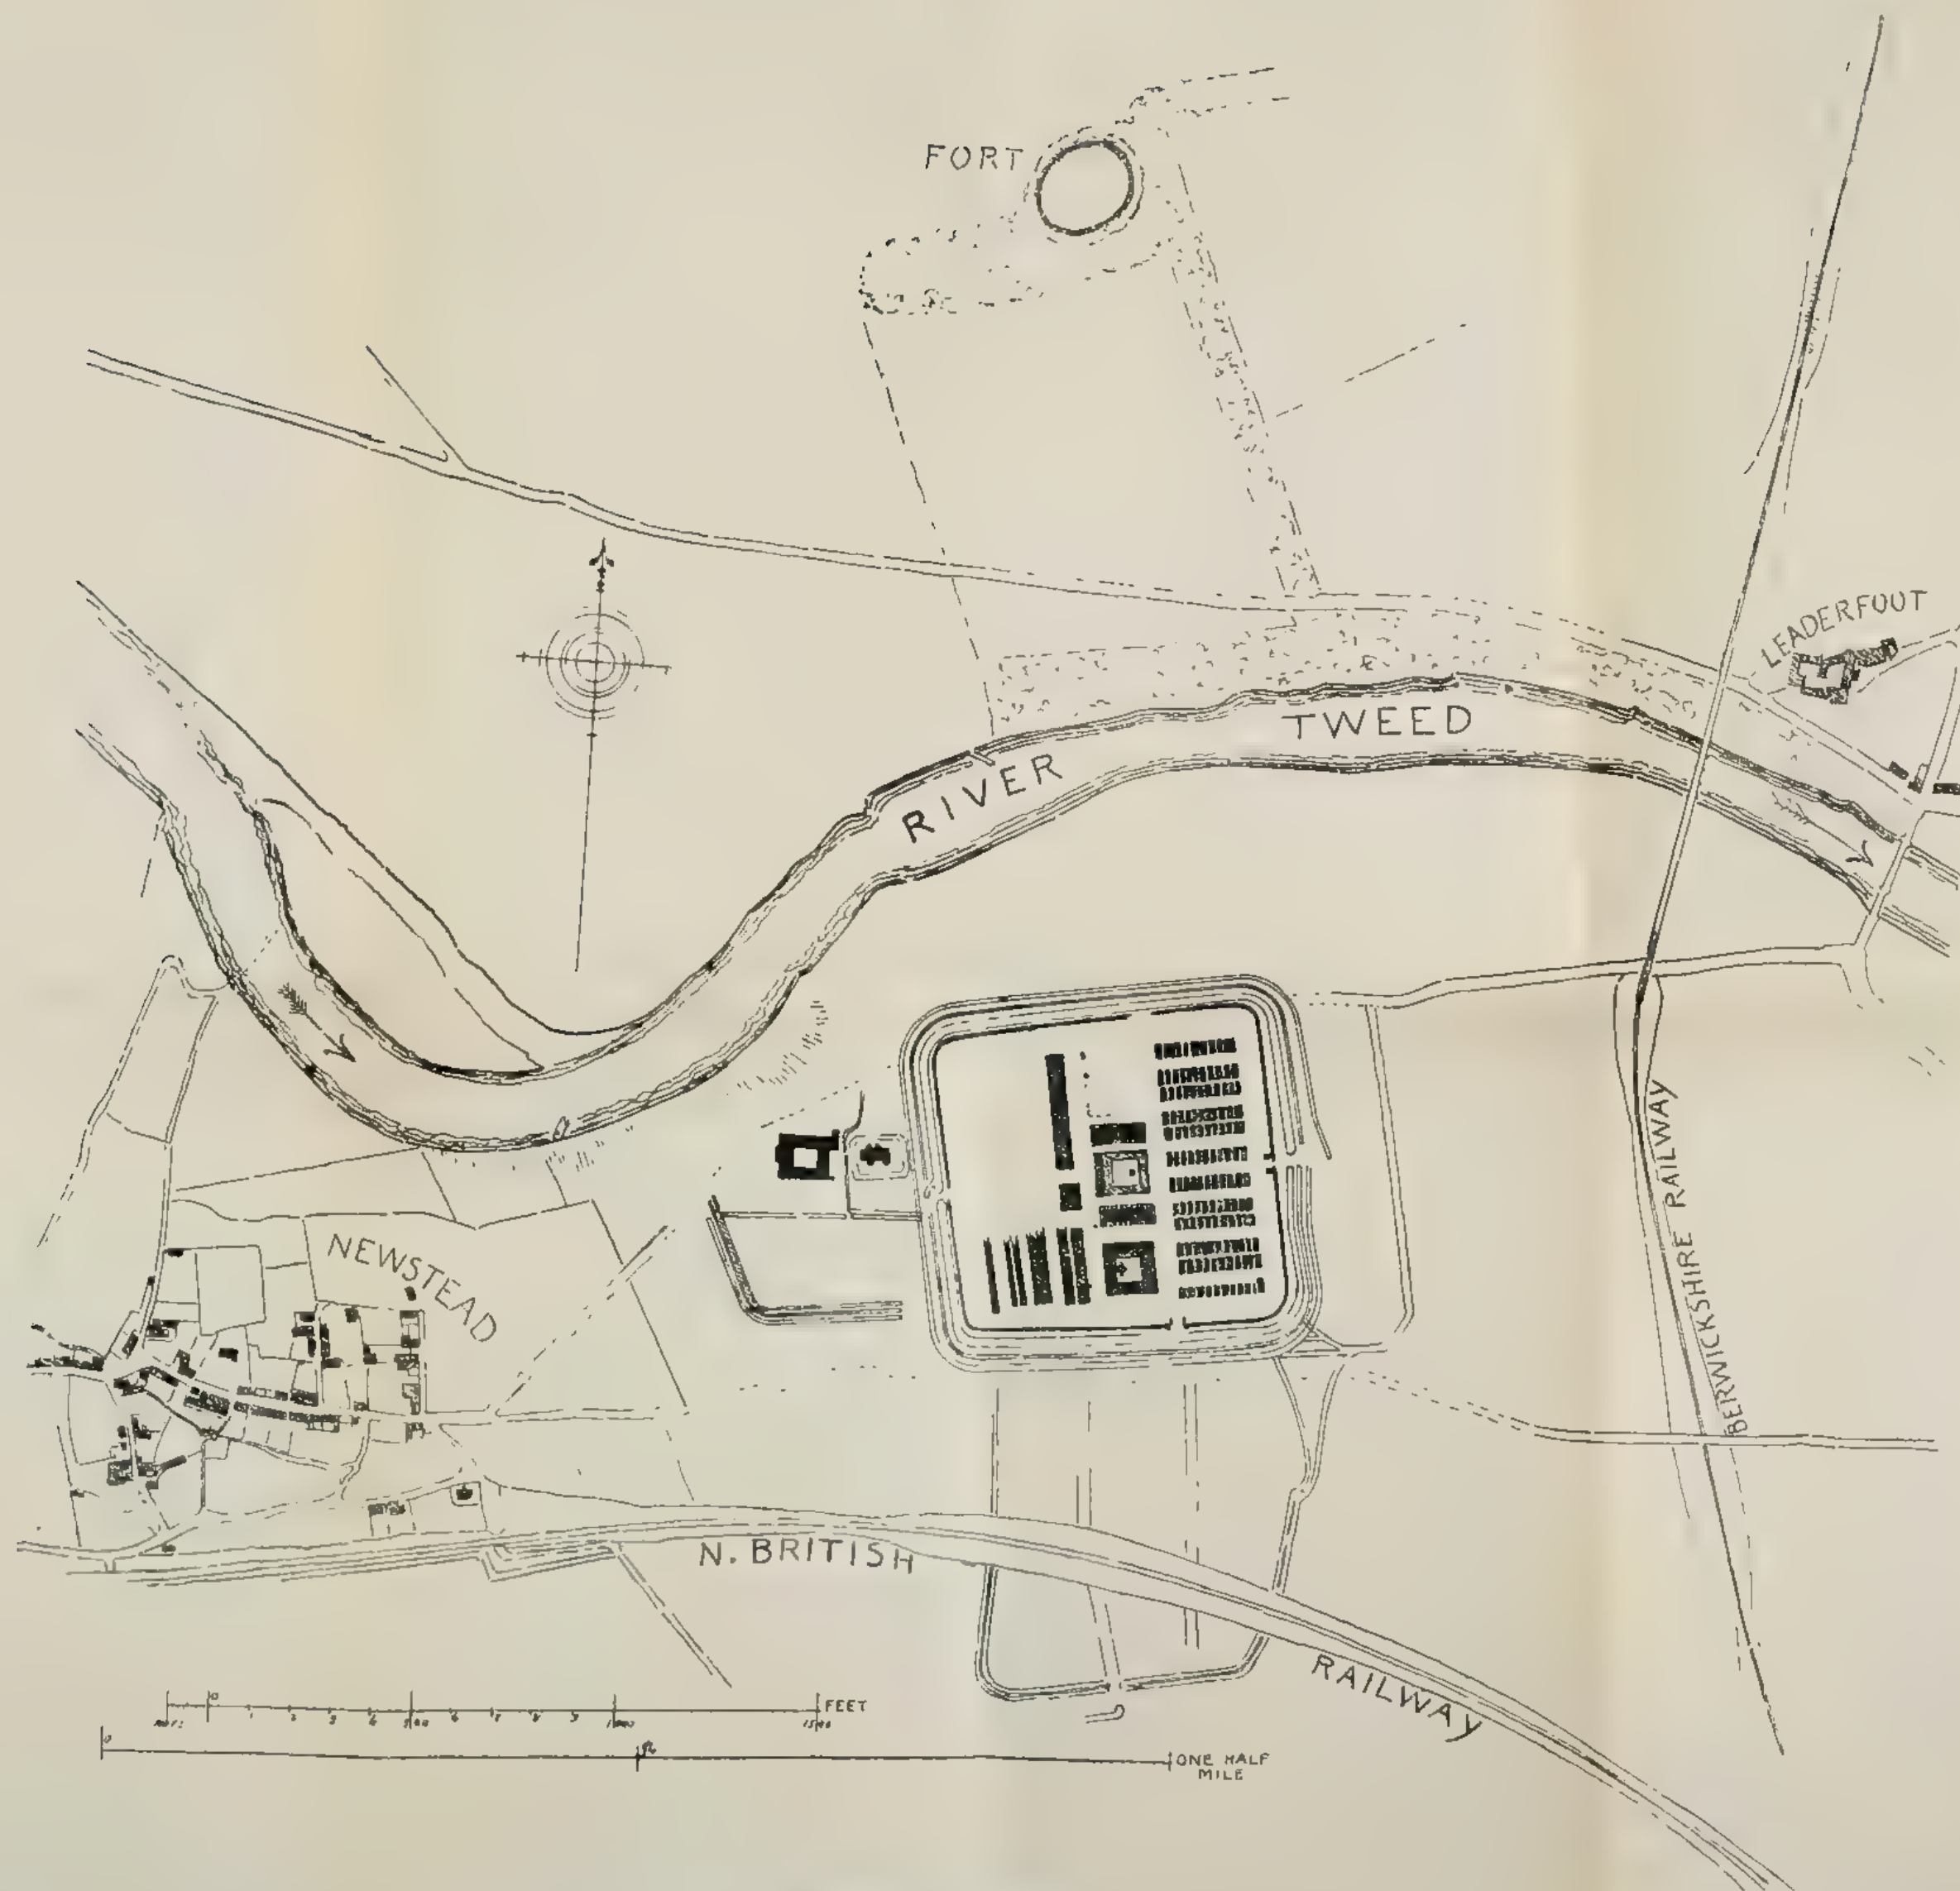 FORT
LEADERFOOT
RIVER
TWEED
NEWSTEAD
BERWICKSHIRE RAILWAY
N. BRITISH
RAILWAY
FEET
ONE HALF
MILE